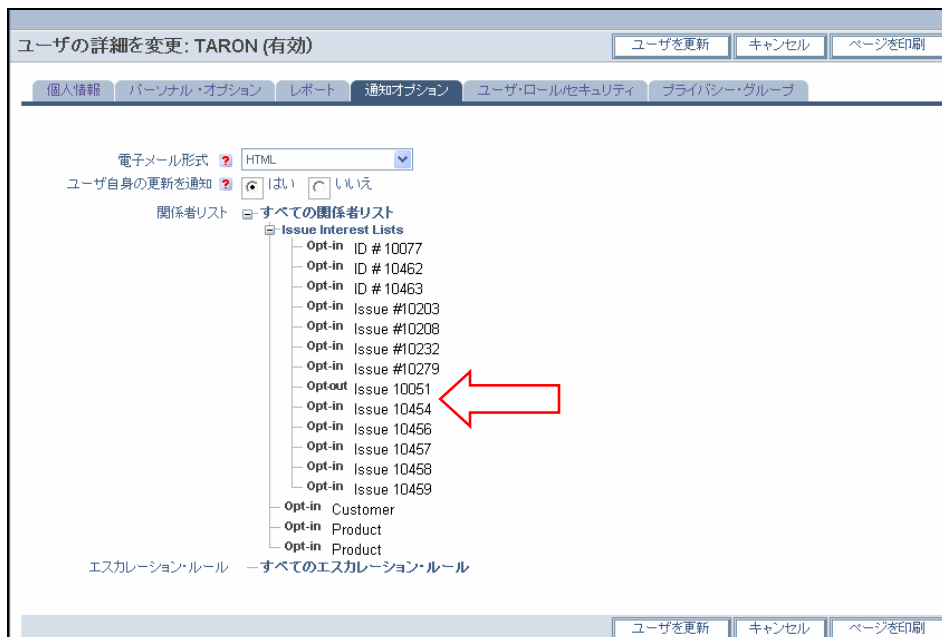 ユーザの詳細を変更: TARON (有効)
ユーザを更新 キャンセル ページを印刷
個人情報 パーソナル・オプション レポート 通知オプション ユーザ・ロール/セキュリティ プライバシー・グループ
電子メール形式 ? HTML
ユーザ自身の更新を通知 ? はい いいえ
関係者リスト すべての関係者リスト
Issue Interest Lists
Opt-in ID # 10077
Opt-in ID # 10462
Opt-in ID # 10463
Opt-in Issue #10203
Opt-in Issue #10208
Opt-in Issue #10232
Opt-in Issue #10279
Opt-out Issue 10051
Opt-in Issue 10454
Opt-in Issue 10456
Opt-in Issue 10457
Opt-in Issue 10458
Opt-in Issue 10459
Opt-in Customer
Opt-in Product
Opt-in Product
エスカレーション・ルール すべてのエスカレーション・ルール
ユーザを更新 キャンセル ページを印刷